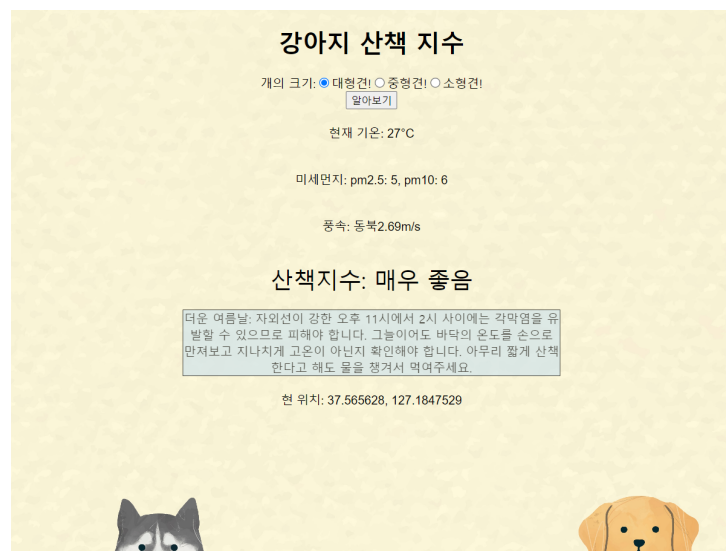 강아지 산책 지수
개의 크기: 대형견! 중형견! 소형견!
알아보기
현재 기온: 27°C
미세먼지: pm2.5: 5, pm10: 6
풍속: 동북2.69m/s
산책지수: 매우 좋음
더운 여름날: 자외선이 강한 오후 11시에서 2시 사이에는 각막염을 유
발할 수 있으므로 피해야 합니다. 그늘이어도 바닥의 온도를 손으로
만져보고 지나치게 고온이 아닌지 확인해야 합니다. 아무리 짧게 산책
한다고 해도 물을 챙겨서 먹여주세요.
현 위치: 37.565628, 127.1847529